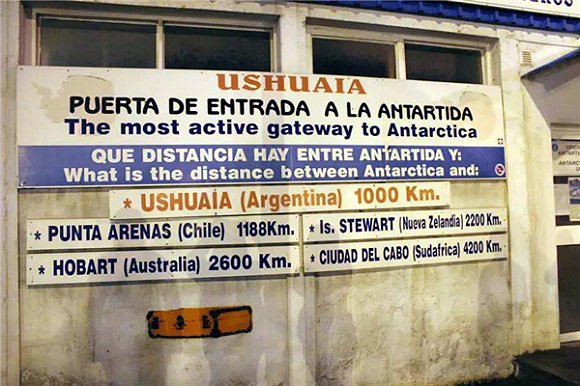 USHUAIA
PUERTA DE ENTRADA A LA ANTARTIDA
The most active gateway to Antarctica
QUE DISTANCIA HAY ENTRE ANTARTIDA Y:
What is the distance between Antarctica and:
* USHUAIA (Argentina) 1000 Km.
* PUNTA ARENAS (Chile) 1188Km.
* Is. STEWART (Nueva Zelandia) 2200 Km.
* HOBART (Australia) 2600 Km.
* CIUDAD DEL CABO (Sudafrica) 4200 Km.